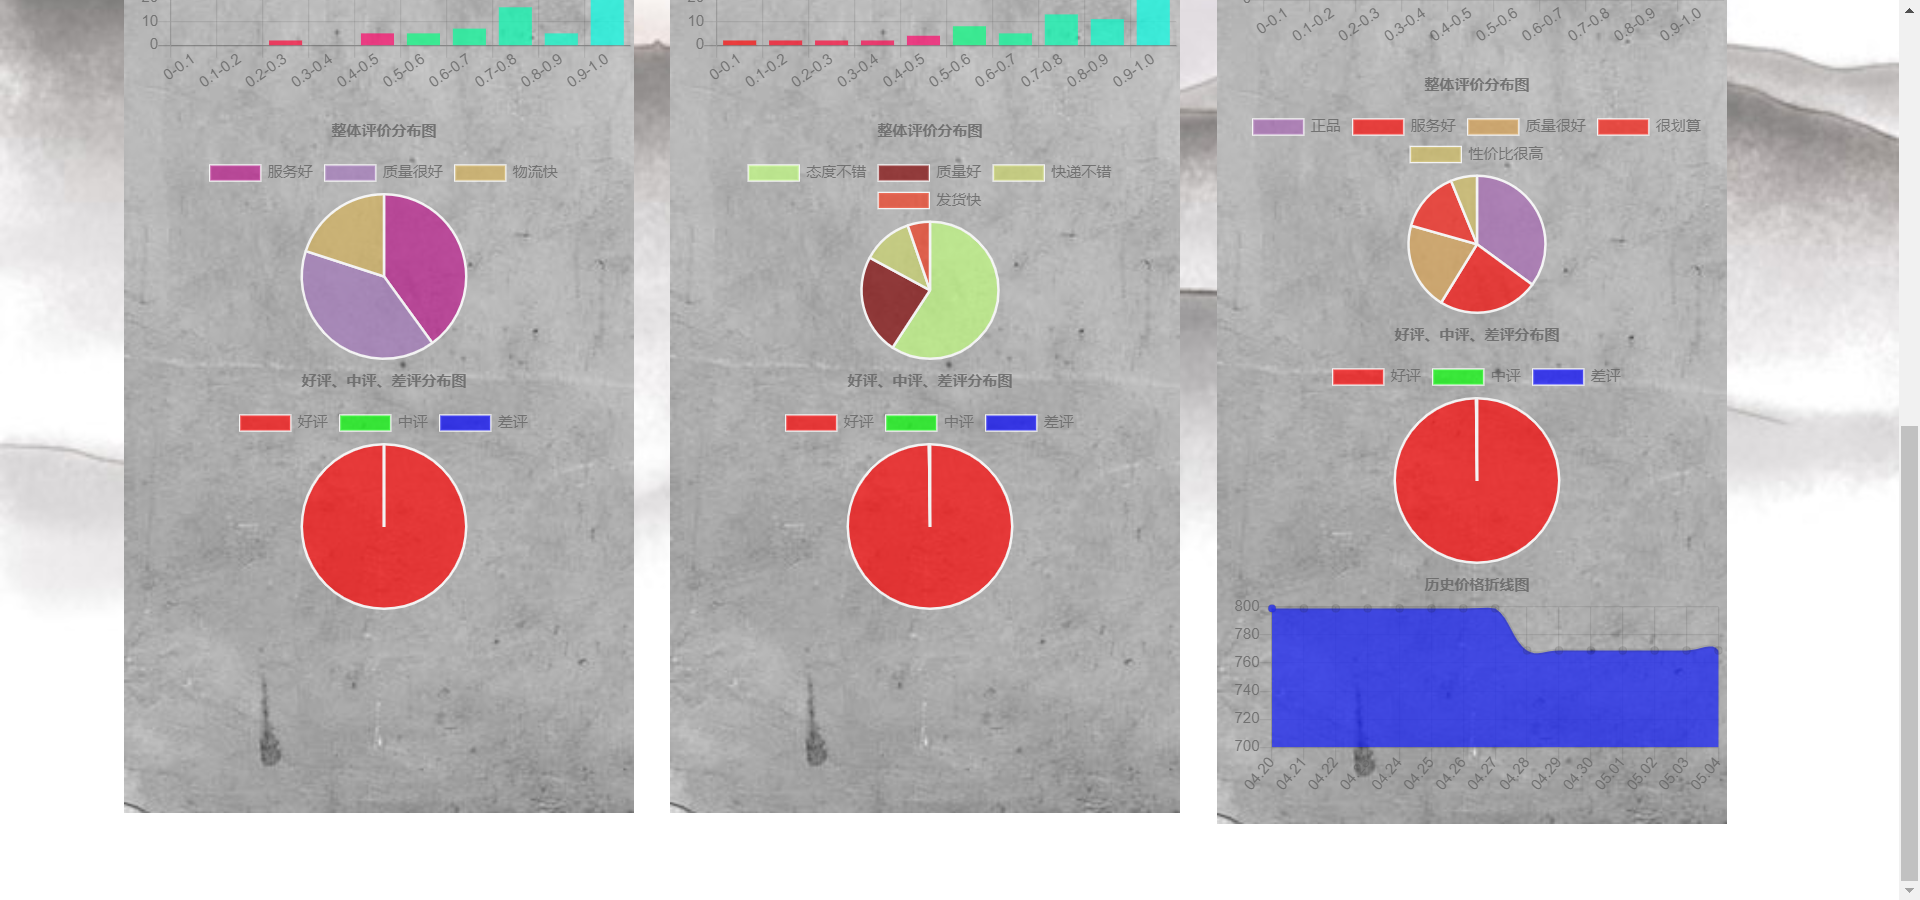 20
10
0
0-0.1 0.1-0.2 0.2-0.3 0.3-0.4 0.4-0.5 0.5-0.6 0.6-0.7 0.7-0.8 0.8-0.9 0.9-1.0
整体评价分布图
服务好 质量很好 物流快
好评、中评、差评分布图
好评 中评 差评
20
10
0
0-0.1 0.1-0.2 0.2-0.3 0.3-0.4 0.4-0.5 0.5-0.6 0.6-0.7 0.7-0.8 0.8-0.9 0.9-1.0
整体评价分布图
态度不错 质量好 快递不错
发货快
好评、中评、差评分布图
好评 中评 差评
0
0-0.1 0.1-0.2 0.2-0.3 0.3-0.4 0.4-0.5 0.5-0.6 0.6-0.7 0.7-0.8 0.8-0.9 0.9-1.0
整体评价分布图
正品 服务好 质量很好 很划算
性价比很高
好评、中评、差评分布图
好评 中评 差评
历史价格折线图
800
780
760
740
720
700
04.20 04.21 04.22 04.23 04.24 04.25 04.26 04.27 04.28 04.29 04.30 05.01 05.02 05.03 05.04